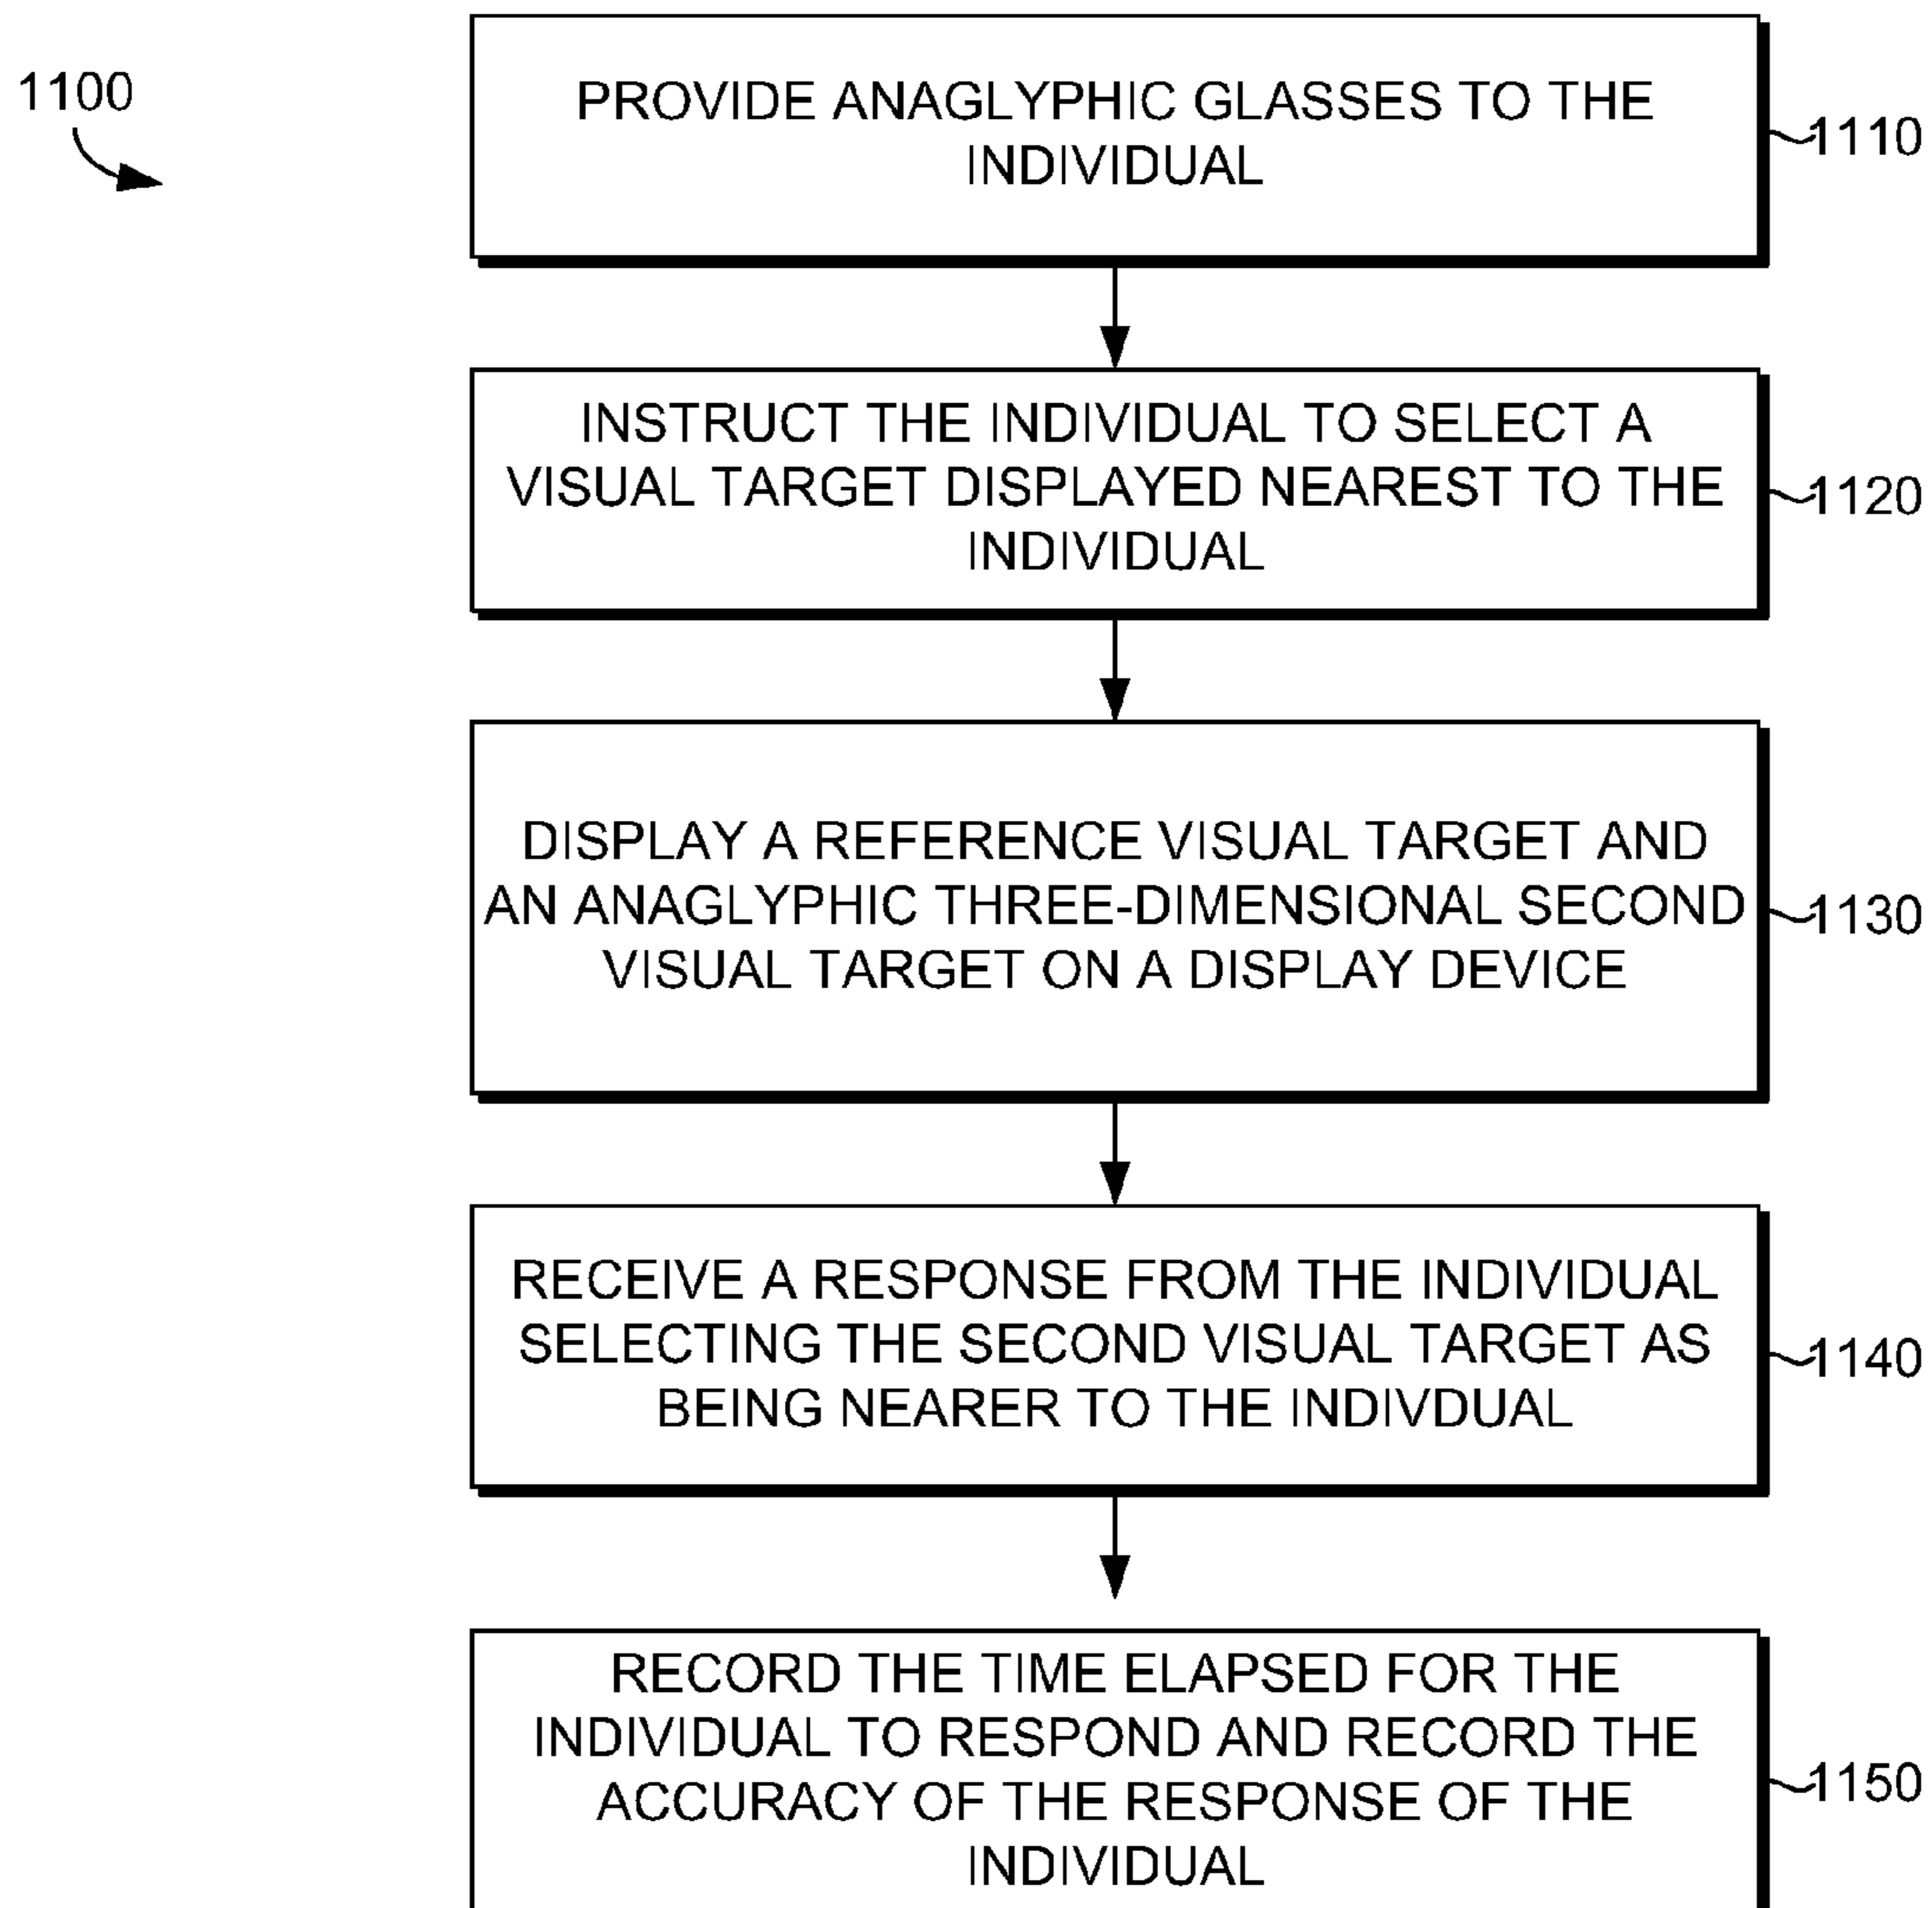 1100
PROVIDE ANAGLYPHIC GLASSES TO THE
INDIVIDUAL
1110
INSTRUCT THE INDIVIDUAL TO SELECT A
VISUAL TARGET DISPLAYED NEAREST TO THE
INDIVIDUAL
1120
DISPLAY A REFERENCE VISUAL TARGET AND
AN ANAGLYPHIC THREE-DIMENSIONAL SECOND
VISUAL TARGET ON A DISPLAY DEVICE
1130
RECEIVE A RESPONSE FROM THE INDIVIDUAL
SELECTING THE SECOND VISUAL TARGET AS
BEING NEARER TO THE INDIVDUAL
1140
RECORD THE TIME ELAPSED FOR THE
INDIVIDUAL TO RESPOND AND RECORD THE
ACCURACY OF THE RESPONSE OF THE
INDIVIDUAL
1150